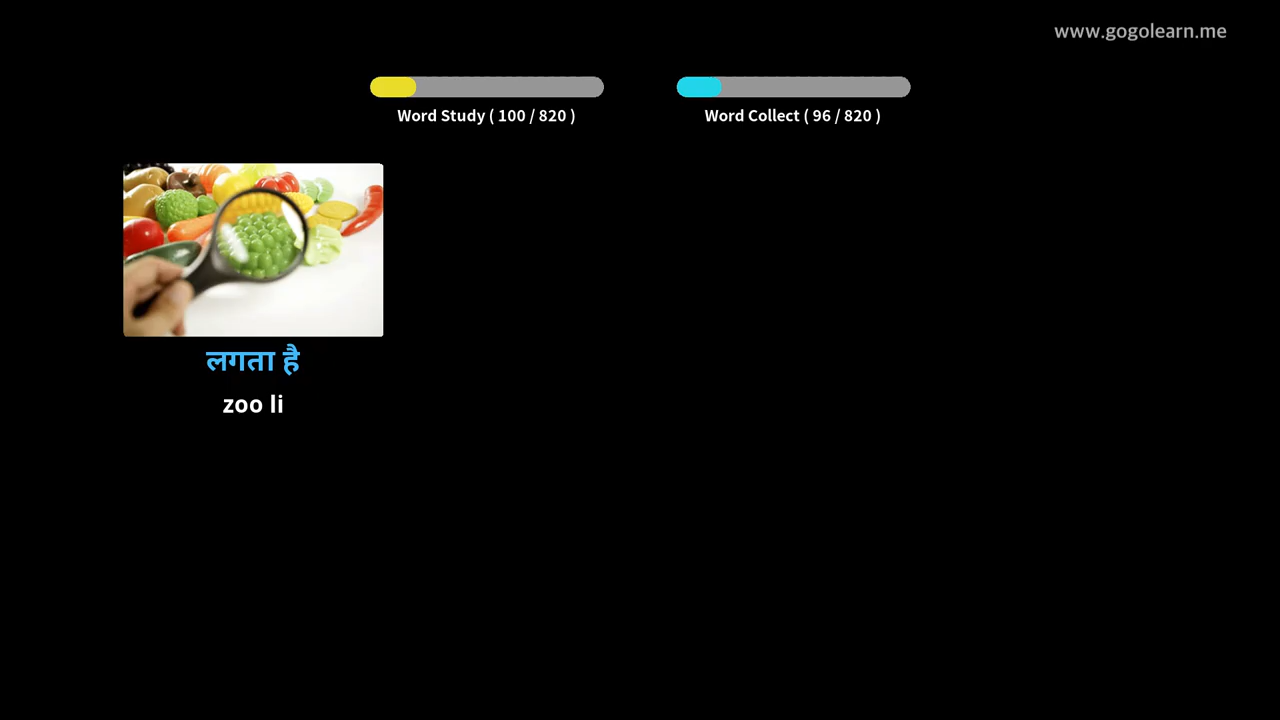 www.gogolearn.me
Word Study ( 100 / 820 )
Word Collect ( 96 / 820 )
लगता है
zoo li